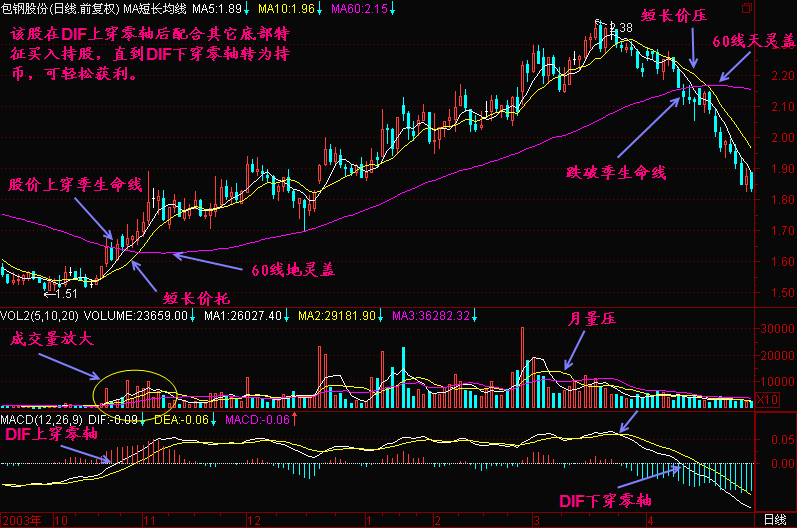 包钢股份(日线.前复权) MA短长均线 MA5:1.89↓ MA10:1.96↓ MA60:2.15↓
该股在DIF上穿零轴后配合其它底部特
征买入持股，直到DIF下穿零轴转为持
币，可轻松获利。
短长价压
60线天灵盖
2.38
2.20
2.10
2.00
1.90
1.80
1.70
1.60
1.50
跌破季生命线
股价上穿季生命线
60线地灵盖
短长价托
←1.51
VOL2(5,10,20) VOLUME:23659.00↓ MA1:26027.40↓ MA2:29181.90↓ MA3:36282.32↓
成交量放大
月量压
30000
20000
10000
X10
MACD(12,26,9) DIF:-0.09↓ DEA:-0.06↓ MACD:-0.06↑
DIF上穿零轴
0.05
0.00
DIF下穿零轴
2003年 10 11 12 1 2 3 4 日线